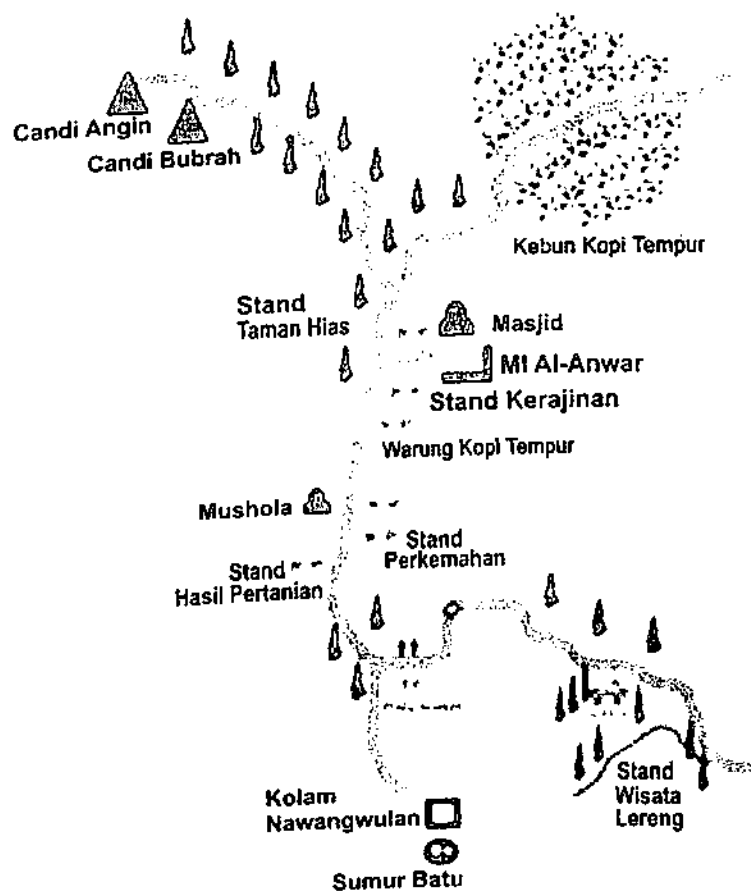 Candi Angin
Candi Bubrah
Kebun Kopi Tempur
Stand
Taman Hias
Masjid
MI Al-Anwar
Stand Kerajinan
Warung Kopi Tempur
Mushola
Stand
Perkemahan
Stand
Hasil Pertanian
Stand
Wisata
Lereng
Kolam
Nawangwulan
Sumur Batu